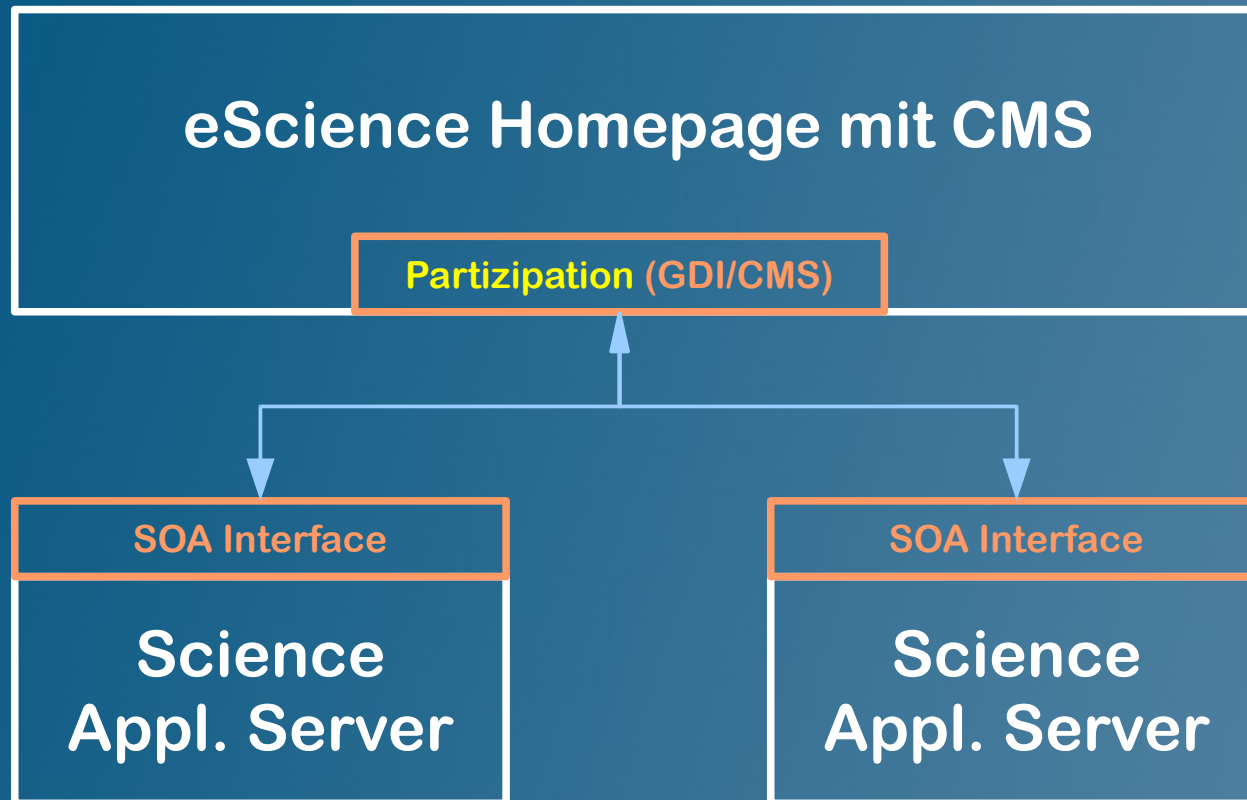 eScience Homepage mit CMS
Partizipation (GDI/CMS)
SOA Interface
SOA Interface
Science
Appl. Server
Science
Appl. Server